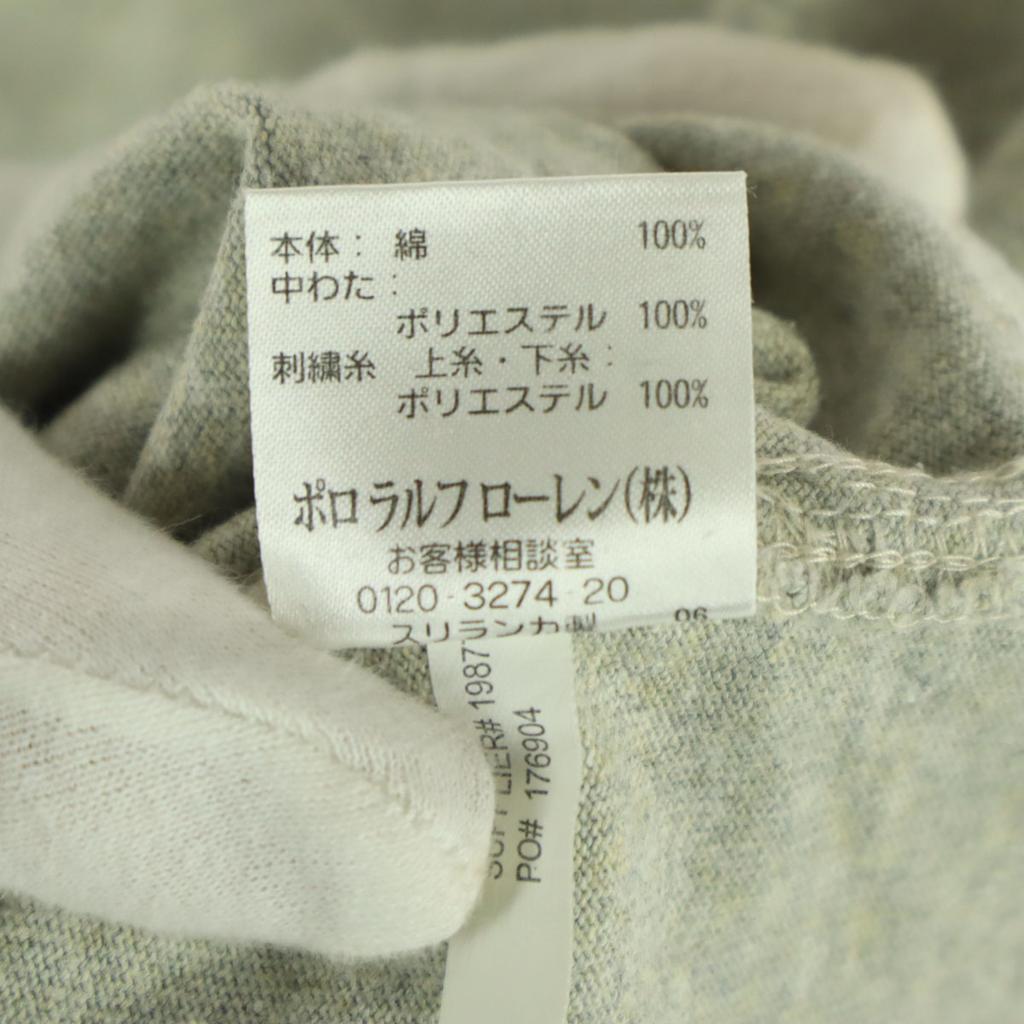 本体： 綿 100%
中わた：
ポリエステル 100%
刺繍糸 上糸・下糸：
ポリエステル 100%
ポロ ラルフ ローレン(株)
お客様相談室
0120-3274-20
スリランカ製 06
SUPPLIER# 1987
PO# 176904